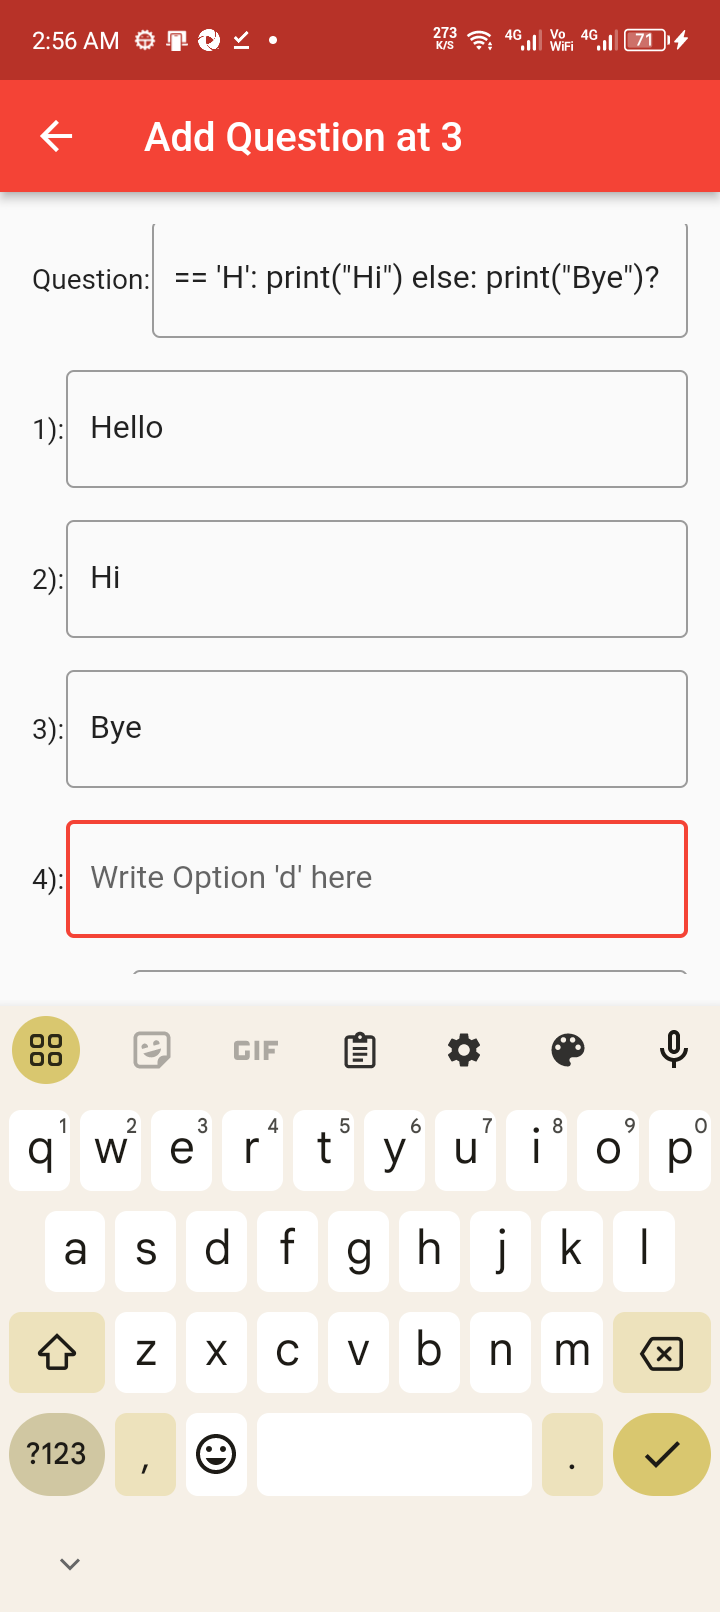 2:56 AM 273 K/S 4G Vo WiFi 4G 71
Add Question at 3
Question: == 'H': print("Hi") else: print("Bye")?
1): Hello
2): Hi
3): Bye
4): Write Option 'd' here
GIF
q1 w2 e3 r4 t5 y6 u7 i8 o9 p0
a s d f g h j k l
z x c v b n m
?123 , .